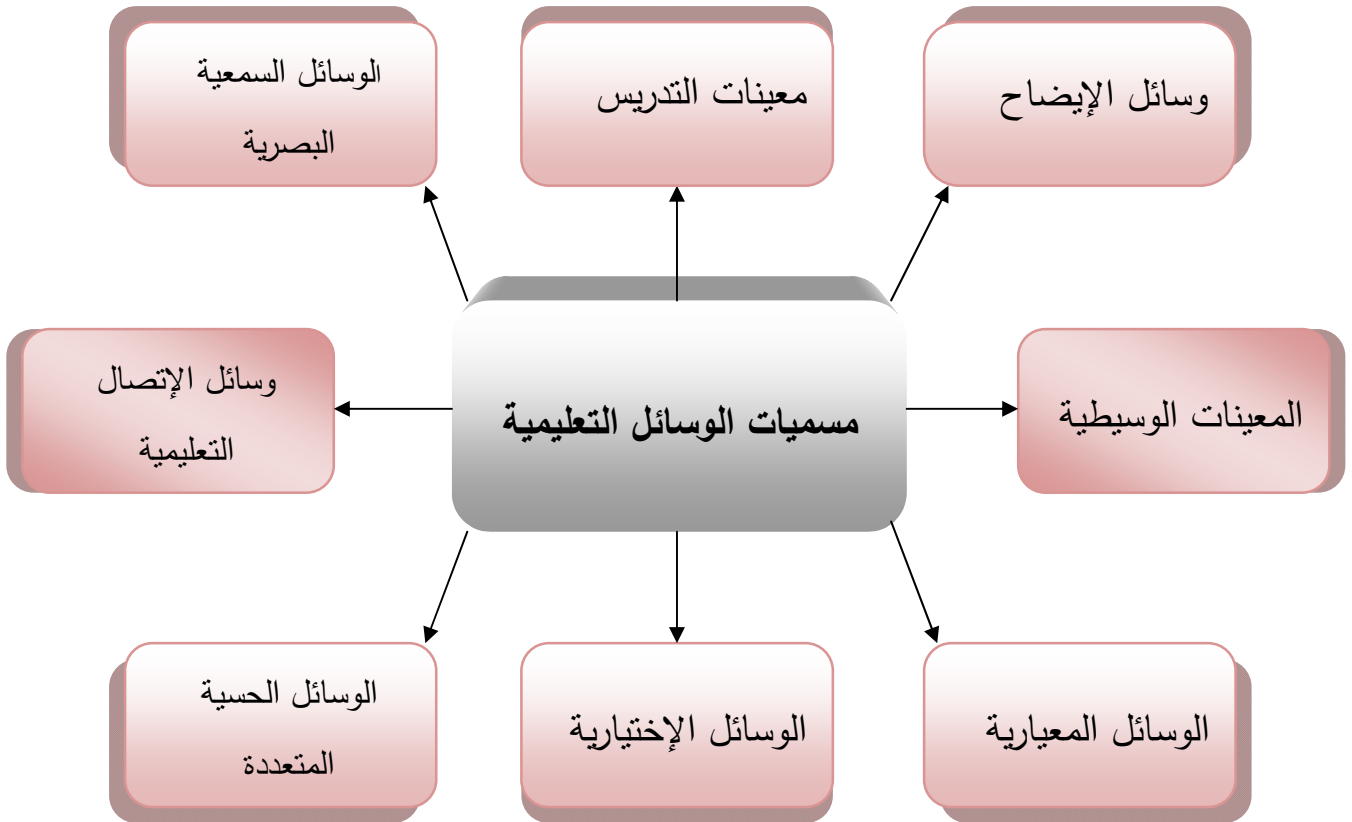 وسائل الإيضاح
معينات التدريس
الوسائل السمعية
البصرية
المعينات الوسيطية
مسميات الوسائل التعليمية
وسائل الإتصال
التعليمية
الوسائل المعيارية
الوسائل الإختيارية
الوسائل الحسية
المتعددة